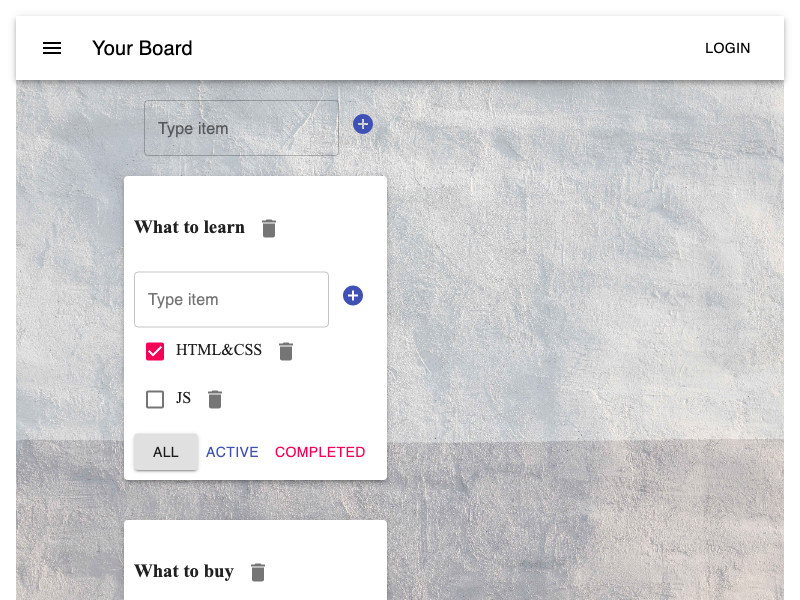 Your Board
LOGIN
Type item
What to learn
Type item
HTML&CSS
JS
ALL ACTIVE COMPLETED
What to buy